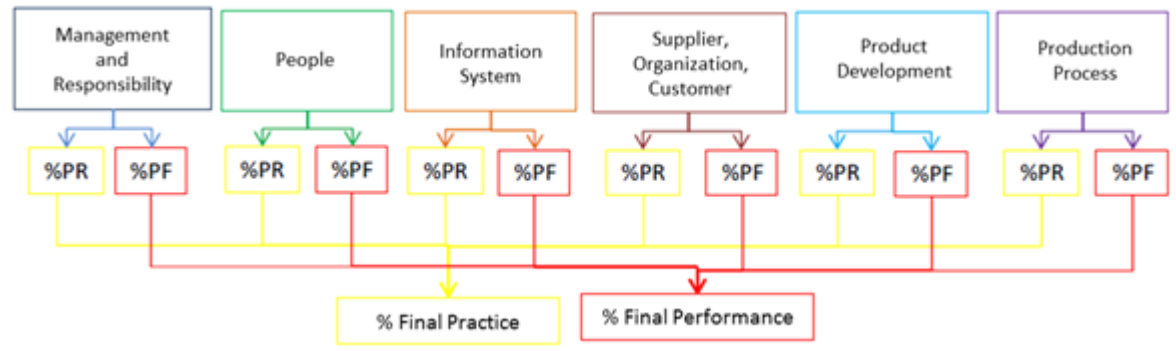 Management
and
Responsibility
People
Information
System
Supplier,
Organization,
Customer
Product
Development
Production
Process
%PR
%PF
%PR
%PF
%PR
%PF
%PR
%PF
%PR
%PF
%PR
%PF
% Final Practice
% Final Performance